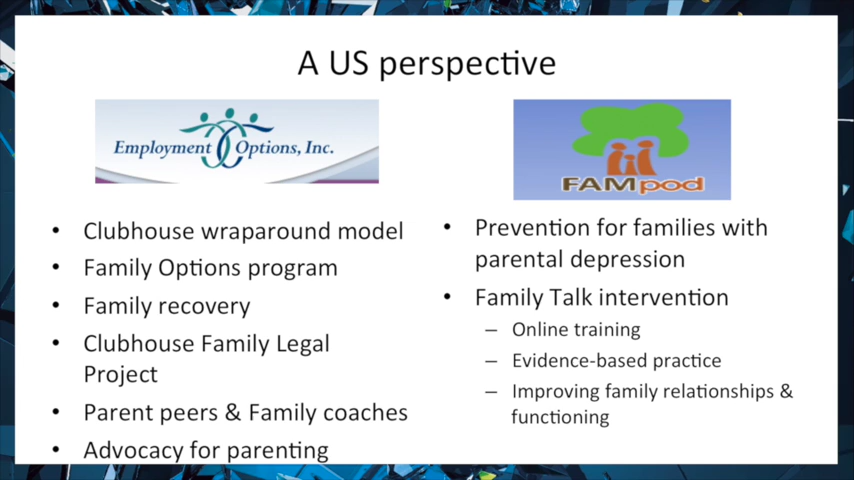 A US perspective
Employment Options, Inc.
• Clubhouse wraparound model
• Family Options program
• Family recovery
• Clubhouse Family Legal
Project
• Parent peers & Family coaches
• Advocacy for parenting
FAMpod
• Prevention for families with
parental depression
• Family Talk intervention
– Online training
– Evidence-based practice
– Improving family relationships &
functioning